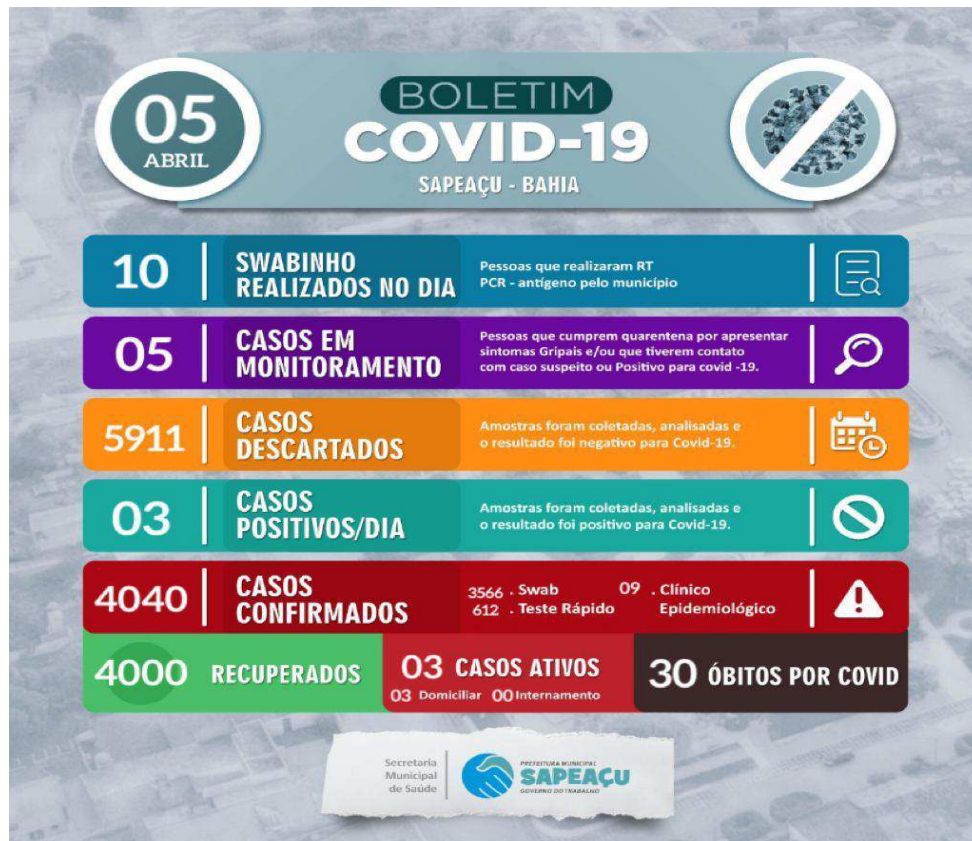 05
ABRIL
BOLETIM
COVID-19
SAPEAÇU - BAHIA
10
SWABINHO
REALIZADOS NO DIA
Pessoas que realizaram RT
PCR - antígeno pelo município
05
CASOS EM
MONITORAMENTO
Pessoas que cumprem quarentena por apresentar
sintomas Gripais e/ou que tiverem contato
com caso suspeito ou Positivo para covid -19.
5911
CASOS
DESCARTADOS
Amostras foram coletadas, analisadas e
o resultado foi negativo para Covid-19.
03
CASOS
POSITIVOS/DIA
Amostras foram coletadas, analisadas e
o resultado foi positivo para Covid-19.
4040
CASOS
CONFIRMADOS
3566 . Swab
612 . Teste Rápido
09 . Clínico
Epidemiológico
4000 RECUPERADOS
03 CASOS ATIVOS
03 Domiciliar 00 Internamento
30 ÓBITOS POR COVID
Secretaria
Municipal
de Saúde
PREFEITURA MUNICIPAL
SAPEAÇU
GOVERNO DO TRABALHO